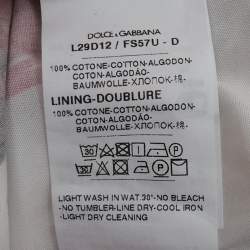 DOLCE & GABBANA
L29D12 / FS57U - D
100% COTONE-COTTON-COTON-ALGODON-
ALGODÃO-BAUMWOLLE-ХЛОПОК-棉-
LINING-DOUBLURE
100% COTONE-COTTON-COTON-ALGODON-
ALGODÃO-
BAUMWOLLE-ХЛОПОК-棉-
30
LIGHT WASH IN WAT.30°-NO BLEACH
-NO TUMBLER-LINE DRY-COOL IRON
-LIGHT DRY CLEANING